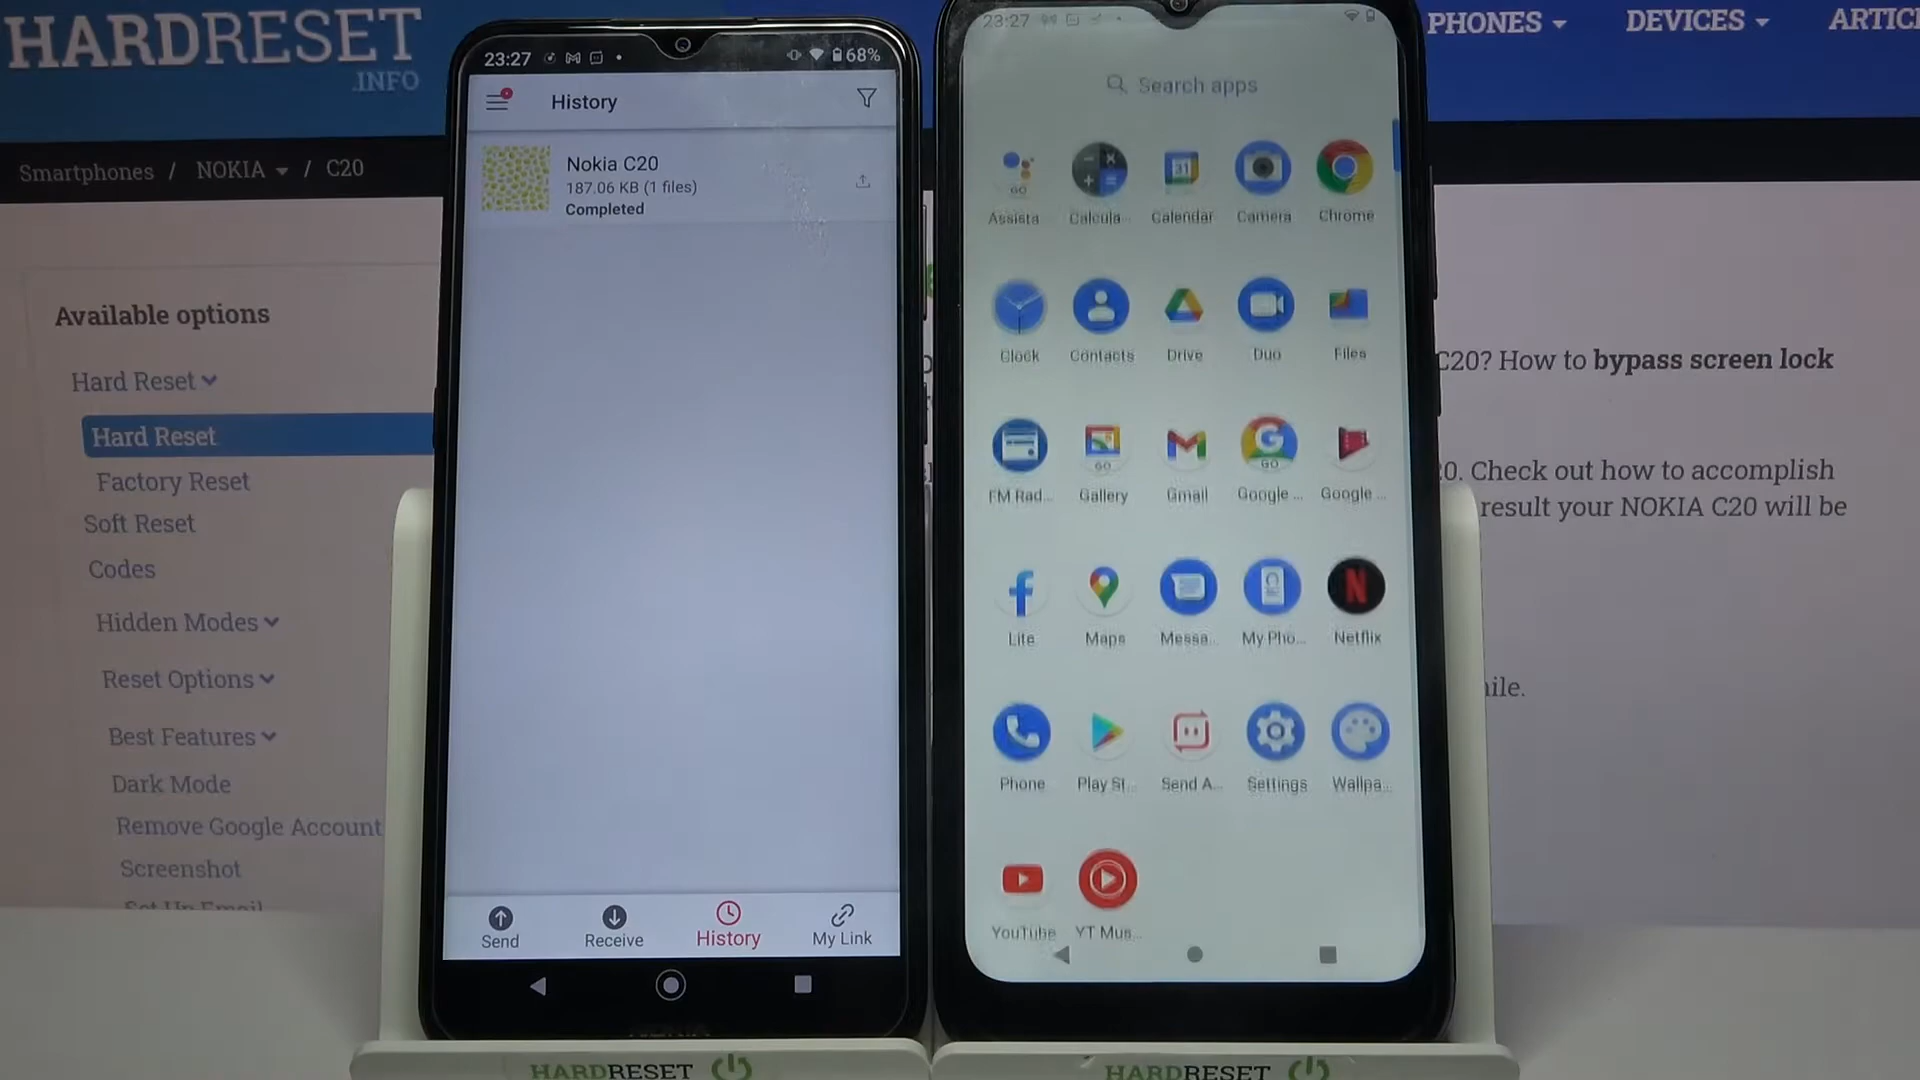 HARDRESET
.INFO
PHONES
DEVICES
Smartphones / NOKIA / C20
Available options
Hard Reset
Hard Reset
Factory Reset
Soft Reset
Codes
Hidden Modes
Reset Options
Best Features
Dark Mode
Remove Google Account
Screenshot
Set Up Email
23:27
68%
History
Nokia C20
187.06 KB (1 files)
Completed
Send
Receive
History
My Link
NOKIA
HARDRESET
23:27
Search apps
31
Assista
Calcula...
Calendar
Camera
Chrome
Clock
Contacts
Drive
Duo
Files
FM Rad...
Gallery
Gmail
Google ...
Google ...
Lite
Maps
Messa...
My Pho...
Netflix
Phone
Play St...
Send A...
Settings
Wallpa...
YouTube
YT Mus...
HARDRESET
C20? How to bypass screen lock
Check out how to accomplish
result your NOKIA C20 will be